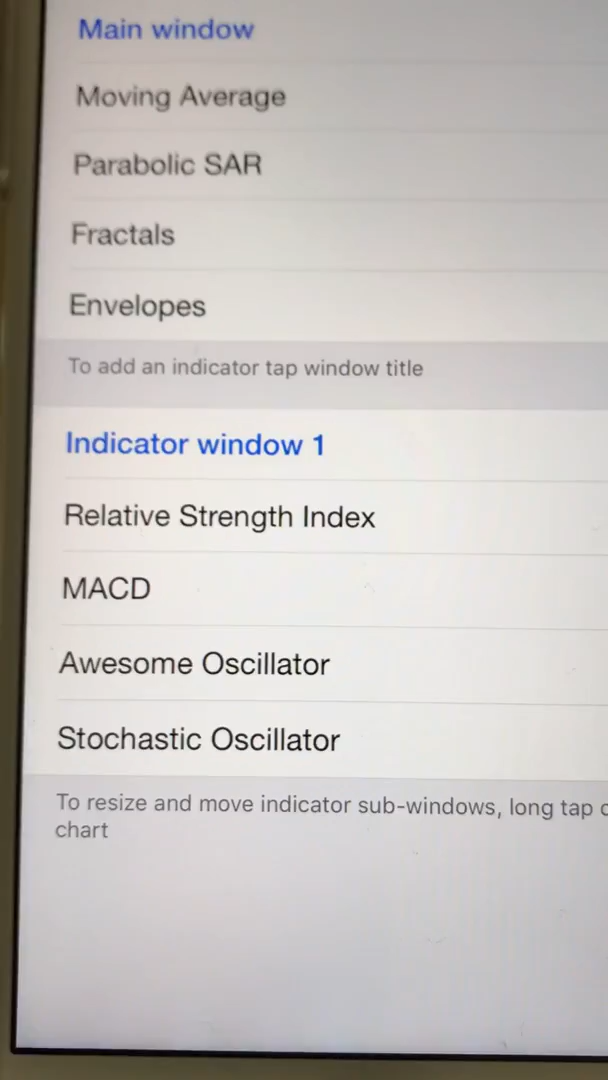 Main window
Moving Average
Parabolic SAR
Fractals
Envelopes
To add an indicator tap window title
Indicator window 1
Relative Strength Index
MACD
Awesome Oscillator
Stochastic Oscillator
To resize and move indicator sub-windows, long tap
chart